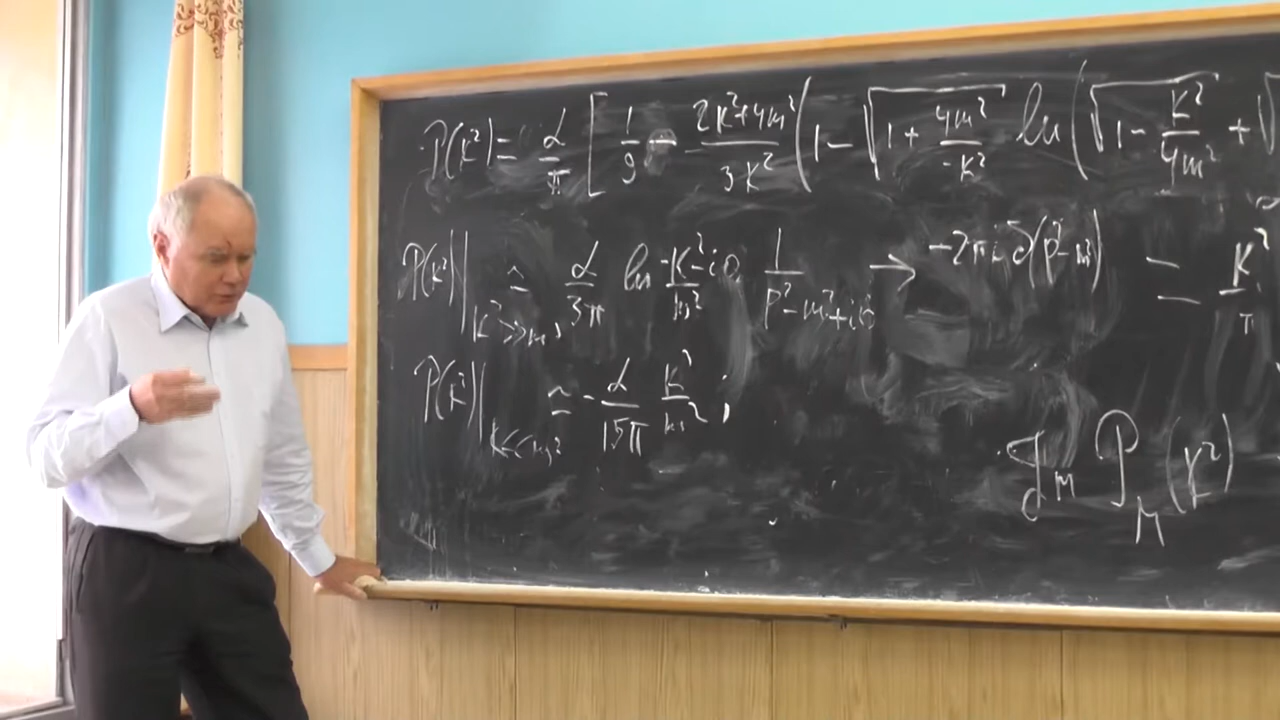 P(k²) = α/π [ 1/9 - (2k²+4m²)/(3k²) ( 1 - √(1 + 4m²/(-k²)) ln( √(1 - k²/4m²) + √
P(k²)|_{k²>>m²} ≃ α/3π ln (-k²-i0)/m² 1/(p²-m²+i0) → -2πi δ(p²-m²) = k²/π
P(k²)|_{k²<<m²} ≃ -α/15π k²/m² ;
Im P_M(k²)